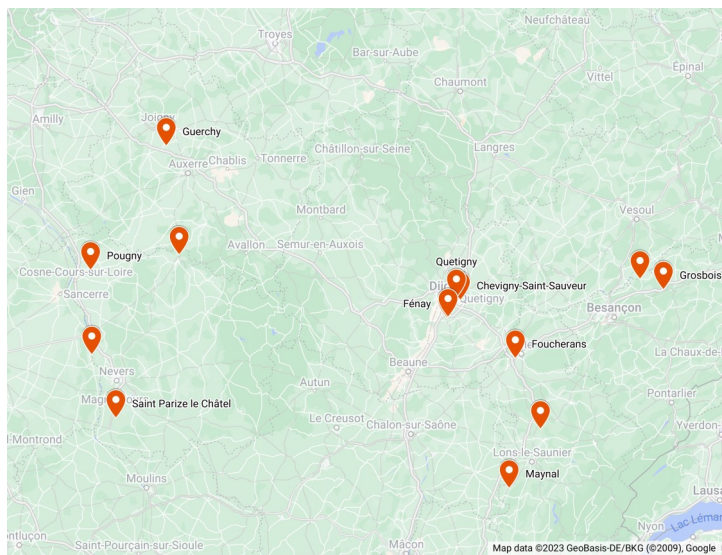 Neufchâteau
Troyes
Bar-sur-Aube
Épinal
Vittel
Chaumont
Amilly
Joigny
Guerchy
Châtillon-sur-Seine
Langres
Tonnerre
Chablis
Auxerre
Gien
Montbard
Vesoul
Avallon
Semur-en-Auxois
Pougny
Quetigny
Cosne-Cours-sur-Loire
Grosbois
Chevigny-Saint-Sauveur
Sancerre
Quetigny
Fénay
Besançon
Foucherans
La Chaux-de-
Beaune
Nevers
Autun
Pontarlier
Saint Parize le Châtel
Le Creusot
Chalon-sur-Saône
Yverdon-
d-Montrond
Lons-le-Saunier
Maynal
Moulins
Lausa
Lac Léma
Nyon
ontluçon
Saint-Pourçain-sur-Sioule
Mâcon
Map data ©2023 GeoBasis-DE/BKG (©2009), Google